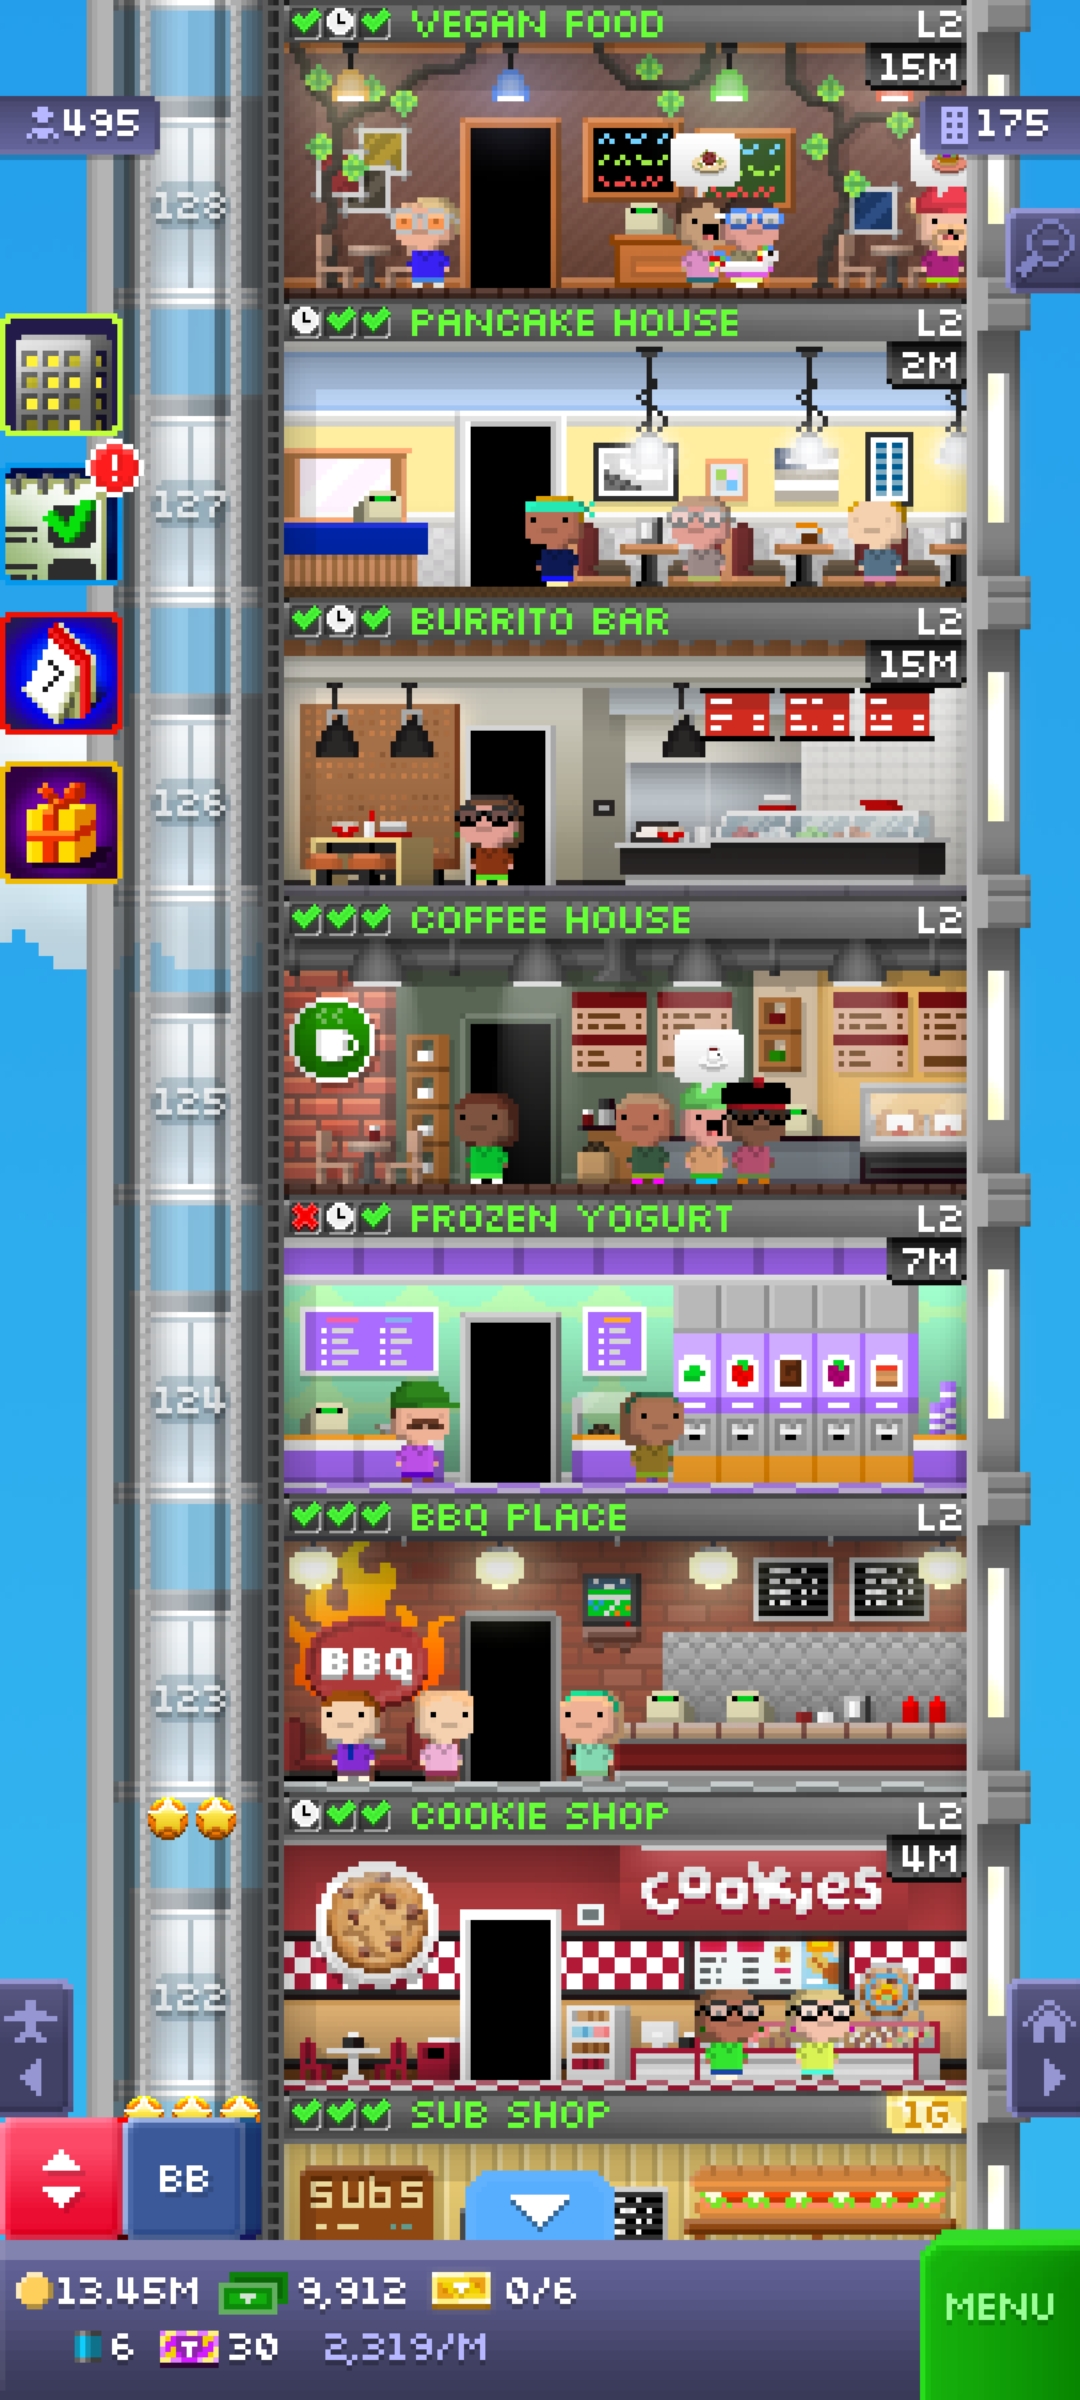 VEGAN FOOD L2
15M
495
175
128
PANCAKE HOUSE L2
2M
127
BURRITO BAR L2
15M
126
COFFEE HOUSE L2
125
FROZEN YOGURT L2
7M
124
BBQ PLACE L2
BBQ
123
COOKIE SHOP L2
4M
cookies
122
SUB SHOP 1G
subs
BB
13.45M 9,912 0/6
MENU
6 T 30 2,319/M